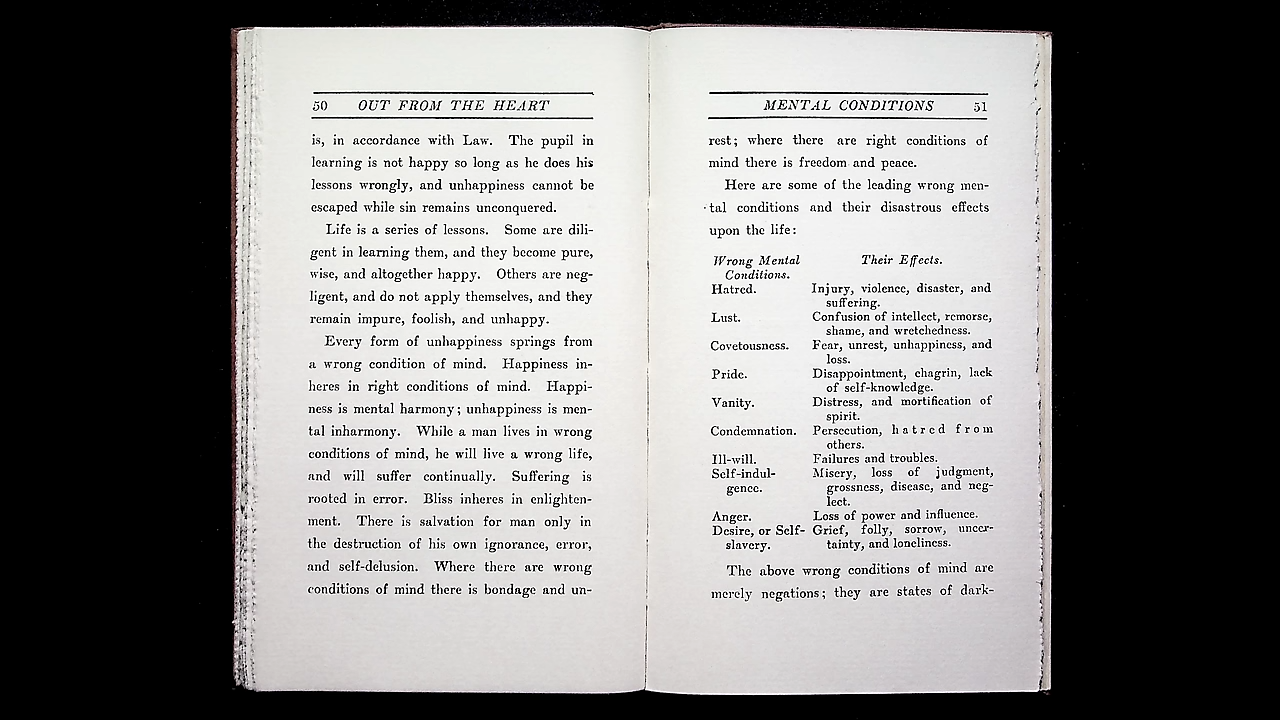 50 OUT FROM THE HEART
is, in accordance with Law. The pupil in
learning is not happy so long as he does his
lessons wrongly, and unhappiness cannot be
escaped while sin remains unconquered.
Life is a series of lessons. Some are dili-
gent in learning them, and they become pure,
wise, and altogether happy. Others are neg-
ligent, and do not apply themselves, and they
remain impure, foolish, and unhappy.
Every form of unhappiness springs from
a wrong condition of mind. Happiness in-
heres in right conditions of mind. Happi-
ness is mental harmony; unhappiness is men-
tal inharmony. While a man lives in wrong
conditions of mind, he will live a wrong life,
and will suffer continually. Suffering is
rooted in error. Bliss inheres in enlighten-
ment. There is salvation for man only in
the destruction of his own ignorance, error,
and self-delusion. Where there are wrong
conditions of mind there is bondage and un-
MENTAL CONDITIONS 51
rest; where there are right conditions of
mind there is freedom and peace.
Here are some of the leading wrong men-
tal conditions and their disastrous effects
upon the life:
Wrong Mental Their Effects.
Conditions.
Hatred. Injury, violence, disaster, and
suffering.
Lust. Confusion of intellect, remorse,
shame, and wretchedness.
Covetousness. Fear, unrest, unhappiness, and
loss.
Pride. Disappointment, chagrin, lack
of self-knowledge.
Vanity. Distress, and mortification of
spirit.
Condemnation. Persecution, hatred from
others.
Ill-will. Failures and troubles.
Self-indul- Misery, loss of judgment,
gence. grossness, disease, and neg-
lect.
Anger. Loss of power and influence.
Desire, or Self- Grief, folly, sorrow, uncer-
slavery. tainty, and loneliness.
The above wrong conditions of mind are
merely negations; they are states of dark-